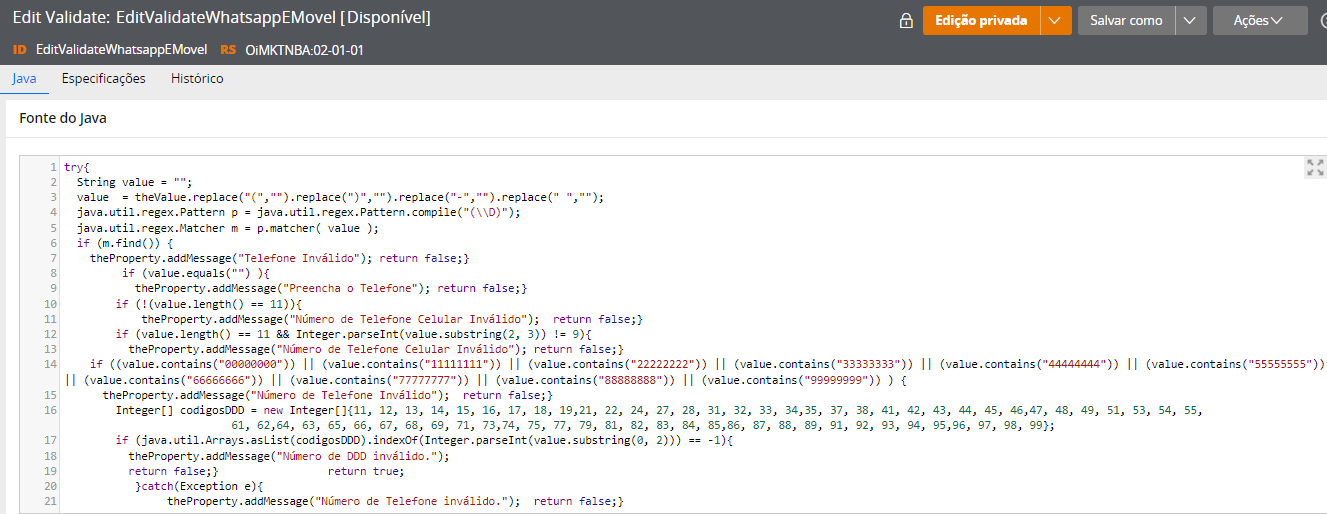 Edit Validate: EditValidateWhatsappEMovel [Disponível]
Edição privada
Salvar como
Ações
ID EditValidateWhatsappEMovel RS OiMKTNBA:02-01-01
Java Especificações Histórico
Fonte do Java
1 try{
2 String value = "";
3 value  = theValue.replace("(","").replace(")","").replace("-","").replace(" ","");
4 java.util.regex.Pattern p = java.util.regex.Pattern.compile("(\\D)");
5 java.util.regex.Matcher m = p.matcher( value );
6 if (m.find()) {
7 theProperty.addMessage("Telefone Inválido"); return false;}
8 if (value.equals("") ){
9 theProperty.addMessage("Preencha o Telefone"); return false;}
10 if (!(value.length() == 11)){
11 theProperty.addMessage("Número de Telefone Celular Inválido");  return false;}
12 if (value.length() == 11 && Integer.parseInt(value.substring(2, 3)) != 9){
13 theProperty.addMessage("Número de Telefone Celular Inválido"); return false;}
14 if ((value.contains("00000000")) || (value.contains("11111111")) || (value.contains("22222222")) || (value.contains("33333333")) || (value.contains("44444444")) || (value.contains("55555555"))
|| (value.contains("66666666")) || (value.contains("77777777")) || (value.contains("88888888")) || (value.contains("99999999")) ) {
15 theProperty.addMessage("Número de Telefone Inválido");  return false;}
16 Integer[] codigosDDD = new Integer[]{11, 12, 13, 14, 15, 16, 17, 18, 19,21, 22, 24, 27, 28, 31, 32, 33, 34,35, 37, 38, 41, 42, 43, 44, 45, 46,47, 48, 49, 51, 53, 54, 55,
61, 62,64, 63, 65, 66, 67, 68, 69, 71, 73,74, 75, 77, 79, 81, 82, 83, 84, 85,86, 87, 88, 89, 91, 92, 93, 94, 95,96, 97, 98, 99};
17 if (java.util.Arrays.asList(codigosDDD).indexOf(Integer.parseInt(value.substring(0, 2))) == -1){
18 theProperty.addMessage("Número de DDD inválido.");
19 return false;} return true;
20 }catch(Exception e){
21 theProperty.addMessage("Número de Telefone inválido.");  return false;}